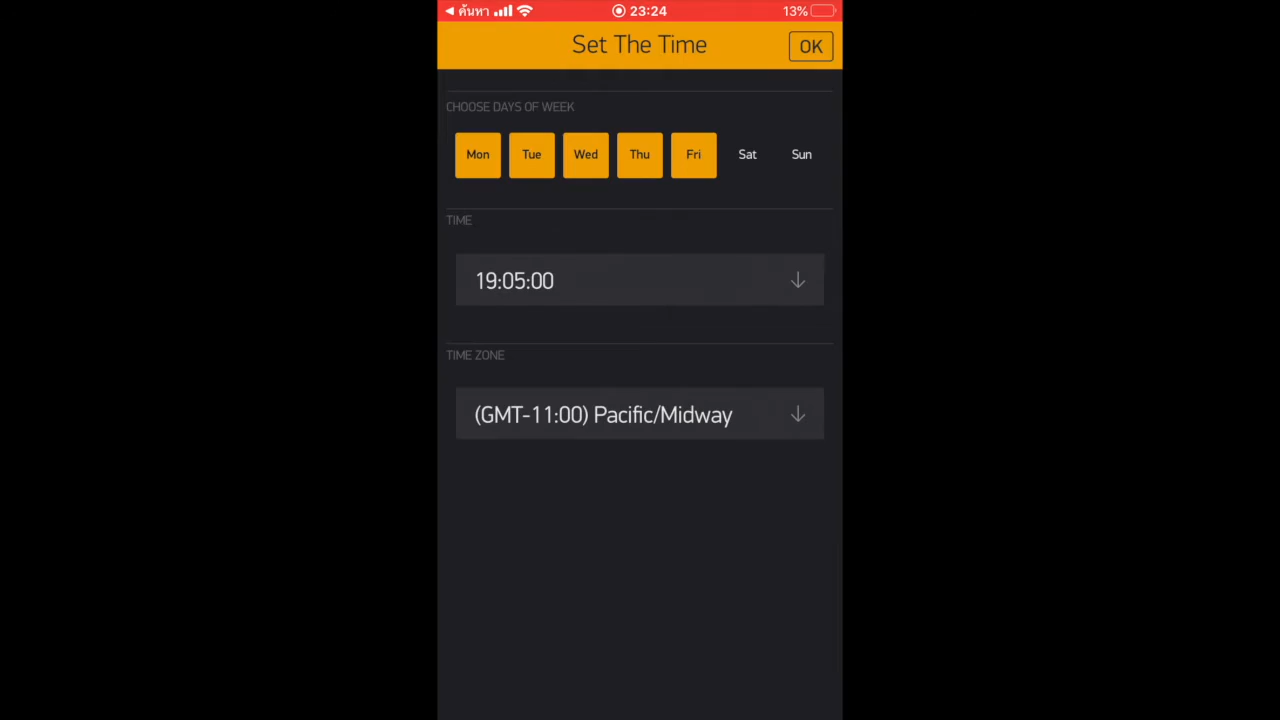 ◀ ค้นหา 23:24 13%
Set The Time OK
CHOOSE DAYS OF WEEK
Mon Tue Wed Thu Fri Sat Sun
TIME
19:05:00
TIME ZONE
(GMT-11:00) Pacific/Midway